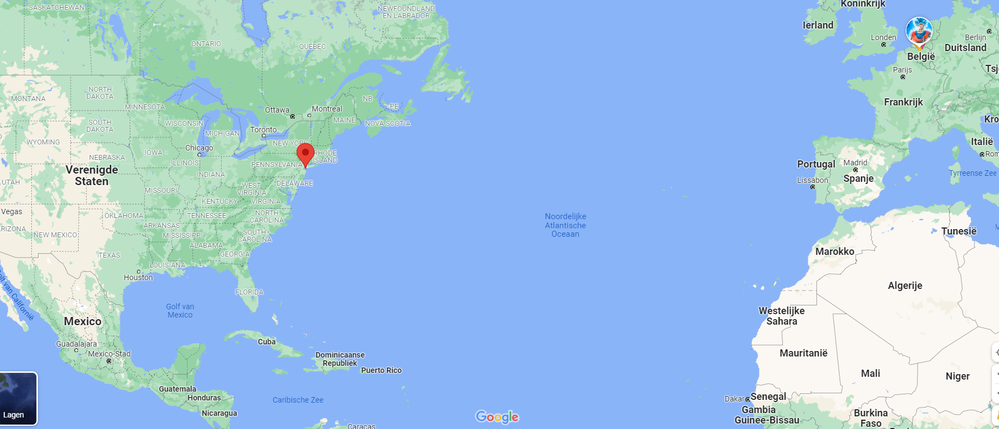 SASKATCHEWAN
NEWFOUNDLAND
EN LABRADOR
Koninkrijk
Ierland
Londen
Berlijn
Duitsland
ONTARIO
QUÉBEC
België
Parijs
Frankrijk
MONTANA
NORTH
DAKOTA
MINNESOTA
Ottawa
Montreal
NB
PE
MAINE
NOVA SCOTIA
SOUTH
DAKOTA
WISCONSIN
MICHIGAN
Toronto
WYOMING
NEW YORK
Italië
IOWA
Chicago
NEBRASKA
ILLINOIS
PENNSYLVANIA
RHODE
ISLAND
Verenigde
Staten
INDIANA
DELAWARE
Portugal
Madrid
Spanje
Lissabon
Tyrreense Zee
UTAH
MISSOURI
WEST
VIRGINIA
KENTUCKY
VIRGINIA
Vegas
OKLAHOMA
TENNESSEE
NORTH
CAROLINA
Noordelijke
Atlantische
Oceaan
ARIZONA
NEW MEXICO
ARKANSAS
MISSISSIPPI
SOUTH
CAROLINA
ALABAMA
GEORGIA
Tunesië
Marokko
TEXAS
LOUISIANA
Houston
FLORIDA
Algerije
Golf van Californië
Golf van
Mexico
Mexico
Westelijke
Sahara
Guadalajara
Mexico-Stad
Cuba
Dominicaanse
Republiek
Puerto Rico
Mauritanië
Mali
Niger
Guatemala
Honduras
Nicaragua
Caribische Zee
Caracas
Dakar
Senegal
Gambia
Guinee-Bissau
Burkina
Faso
Lagen
Google